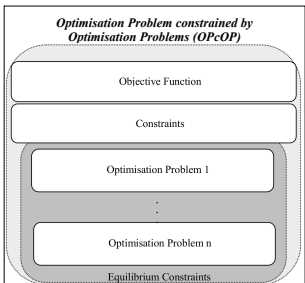 Optimisation Problem constrained by
Optimisation Problems (OPcOP)
Objective Function
Constraints
Optimisation Problem 1
.
.
.
Optimisation Problem n
Equilibrium Constraints